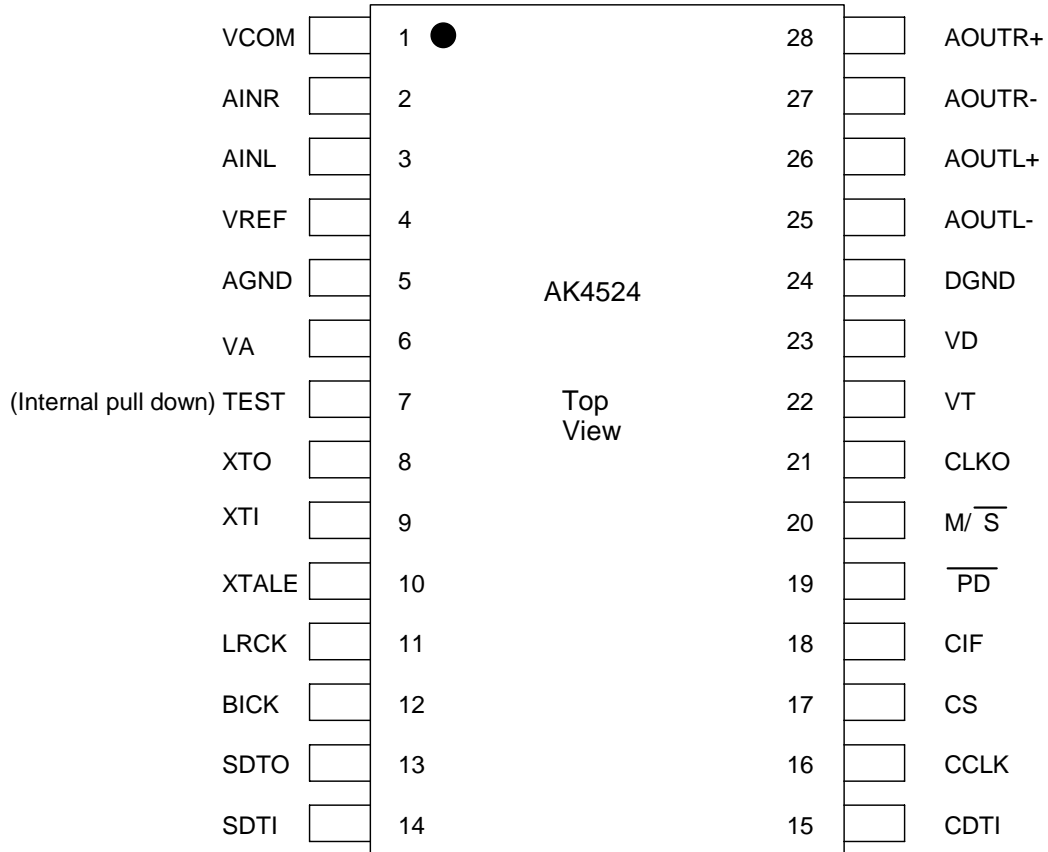 VCOM 1 28 AOUTR+
AINR 2 27 AOUTR-
AINL 3 26 AOUTL+
VREF 4 25 AOUTL-
AGND 5 24 DGND
AK4524
VA 6 23 VD
(Internal pull down) TEST 7 22 VT
Top
View
XTO 8 21 CLKO
XTI 9 20 M/ S̅
XTALE 10 19 P̅D̅
LRCK 11 18 CIF
BICK 12 17 CS
SDTO 13 16 CCLK
SDTI 14 15 CDTI